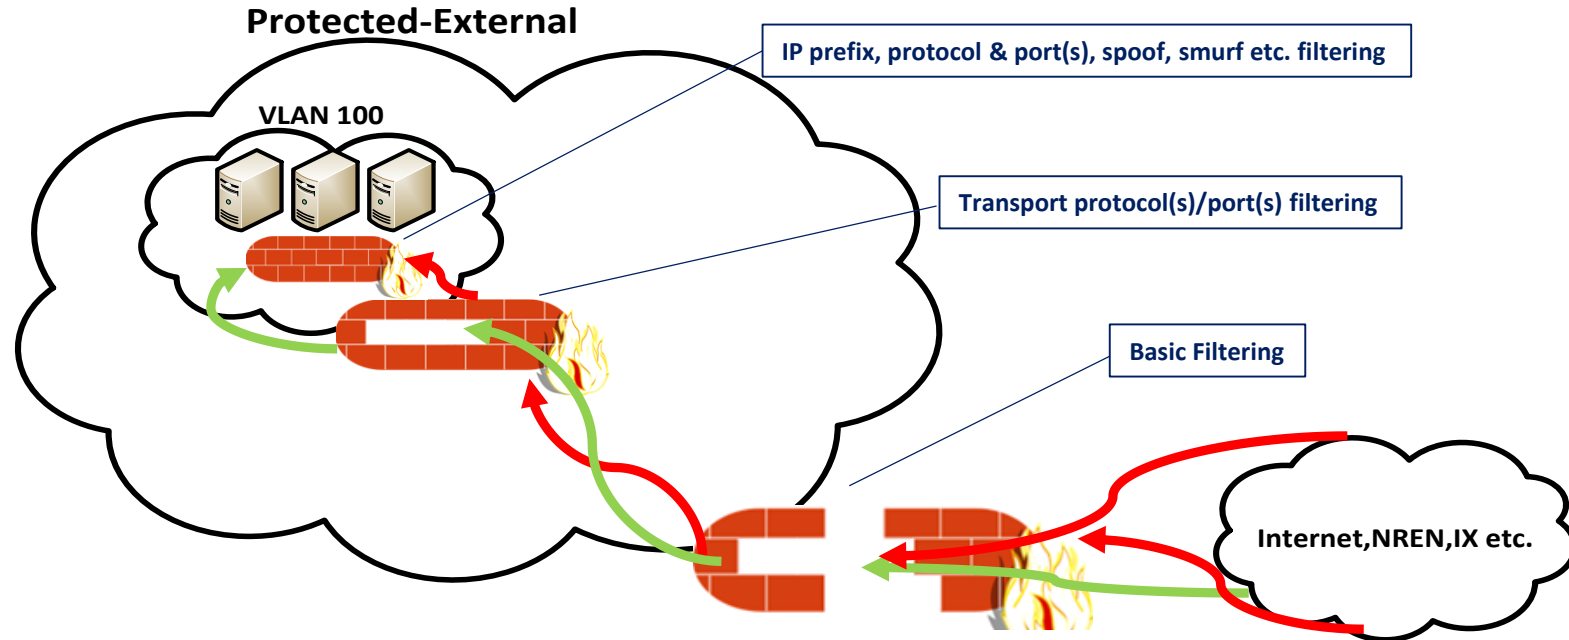 Protected-External
IP prefix, protocol & port(s), spoof, smurf etc. filtering
VLAN 100
Transport protocol(s)/port(s) filtering
Basic Filtering
Internet,NREN,IX etc.